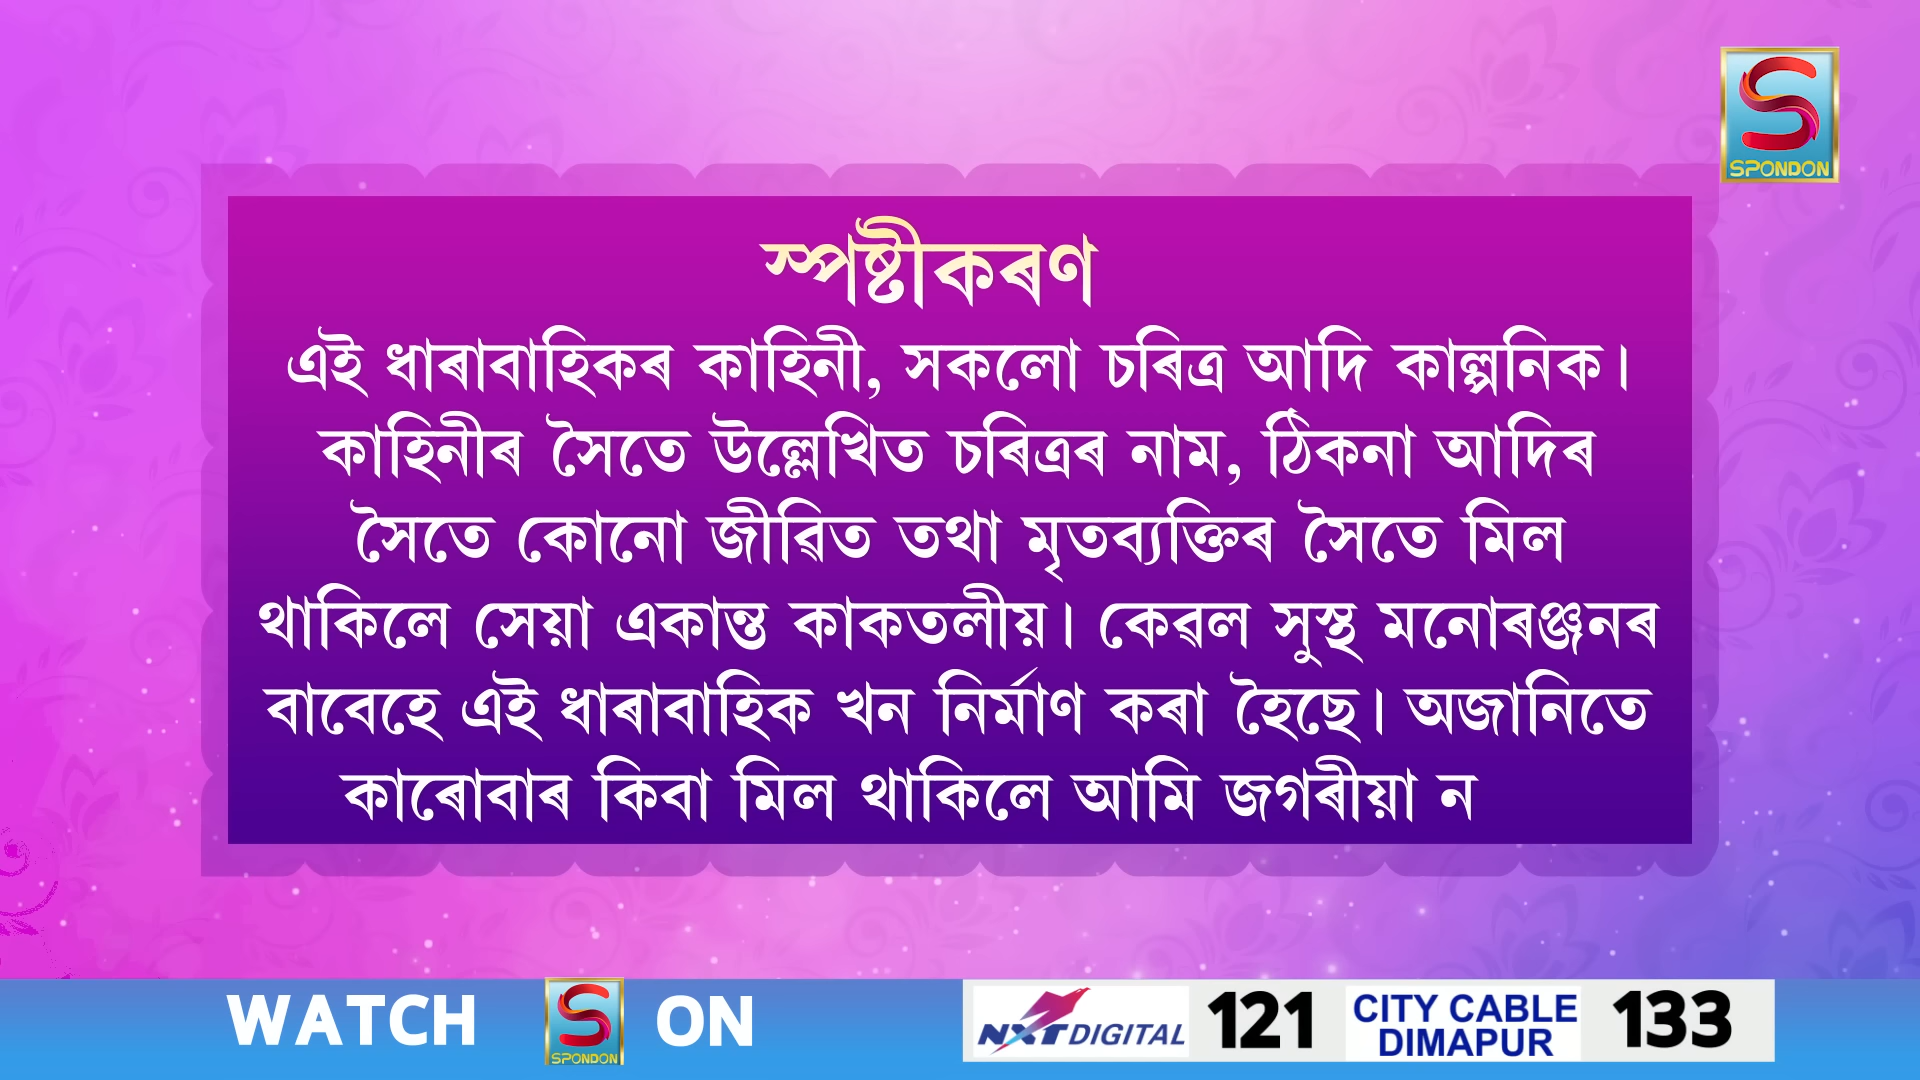 SPONDON
স্পষ্টীকৰণ
এই ধাৰাবাহিকৰ কাহিনী, সকলো চৰিত্ৰ আদি কাল্পনিক।
কাহিনীৰ সৈতে উল্লেখিত চৰিত্ৰৰ নাম, ঠিকনা আদিৰ
সৈতে কোনো জীৱিত তথা মৃতব্যক্তিৰ সৈতে মিল
থাকিলে সেয়া একান্ত কাকতলীয়। কেৱল সুস্থ মনোৰঞ্জনৰ
বাবেহে এই ধাৰাবাহিক খন নিৰ্মাণ কৰা হৈছে। অজানিতে
কাৰোবাৰ কিবা মিল থাকিলে আমি জগৰীয়া ন
WATCH SPONDON ON NXT DIGITAL 121 CITY CABLE DIMAPUR 133